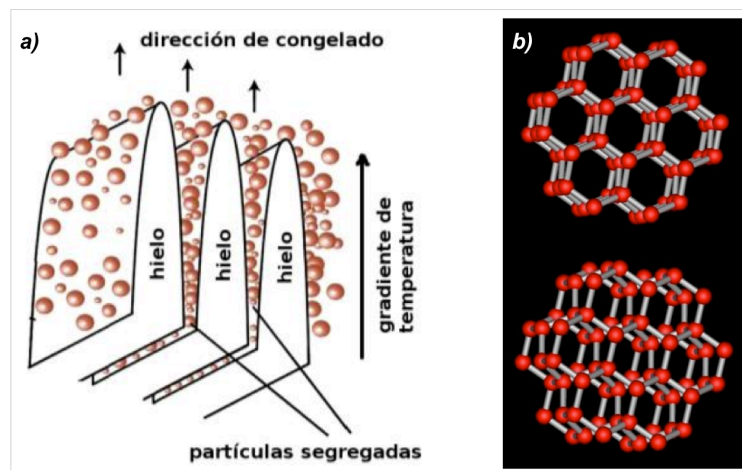 a)
dirección de congelado
b)
hielo
hielo
hielo
gradiente de
temperatura
partículas segregadas